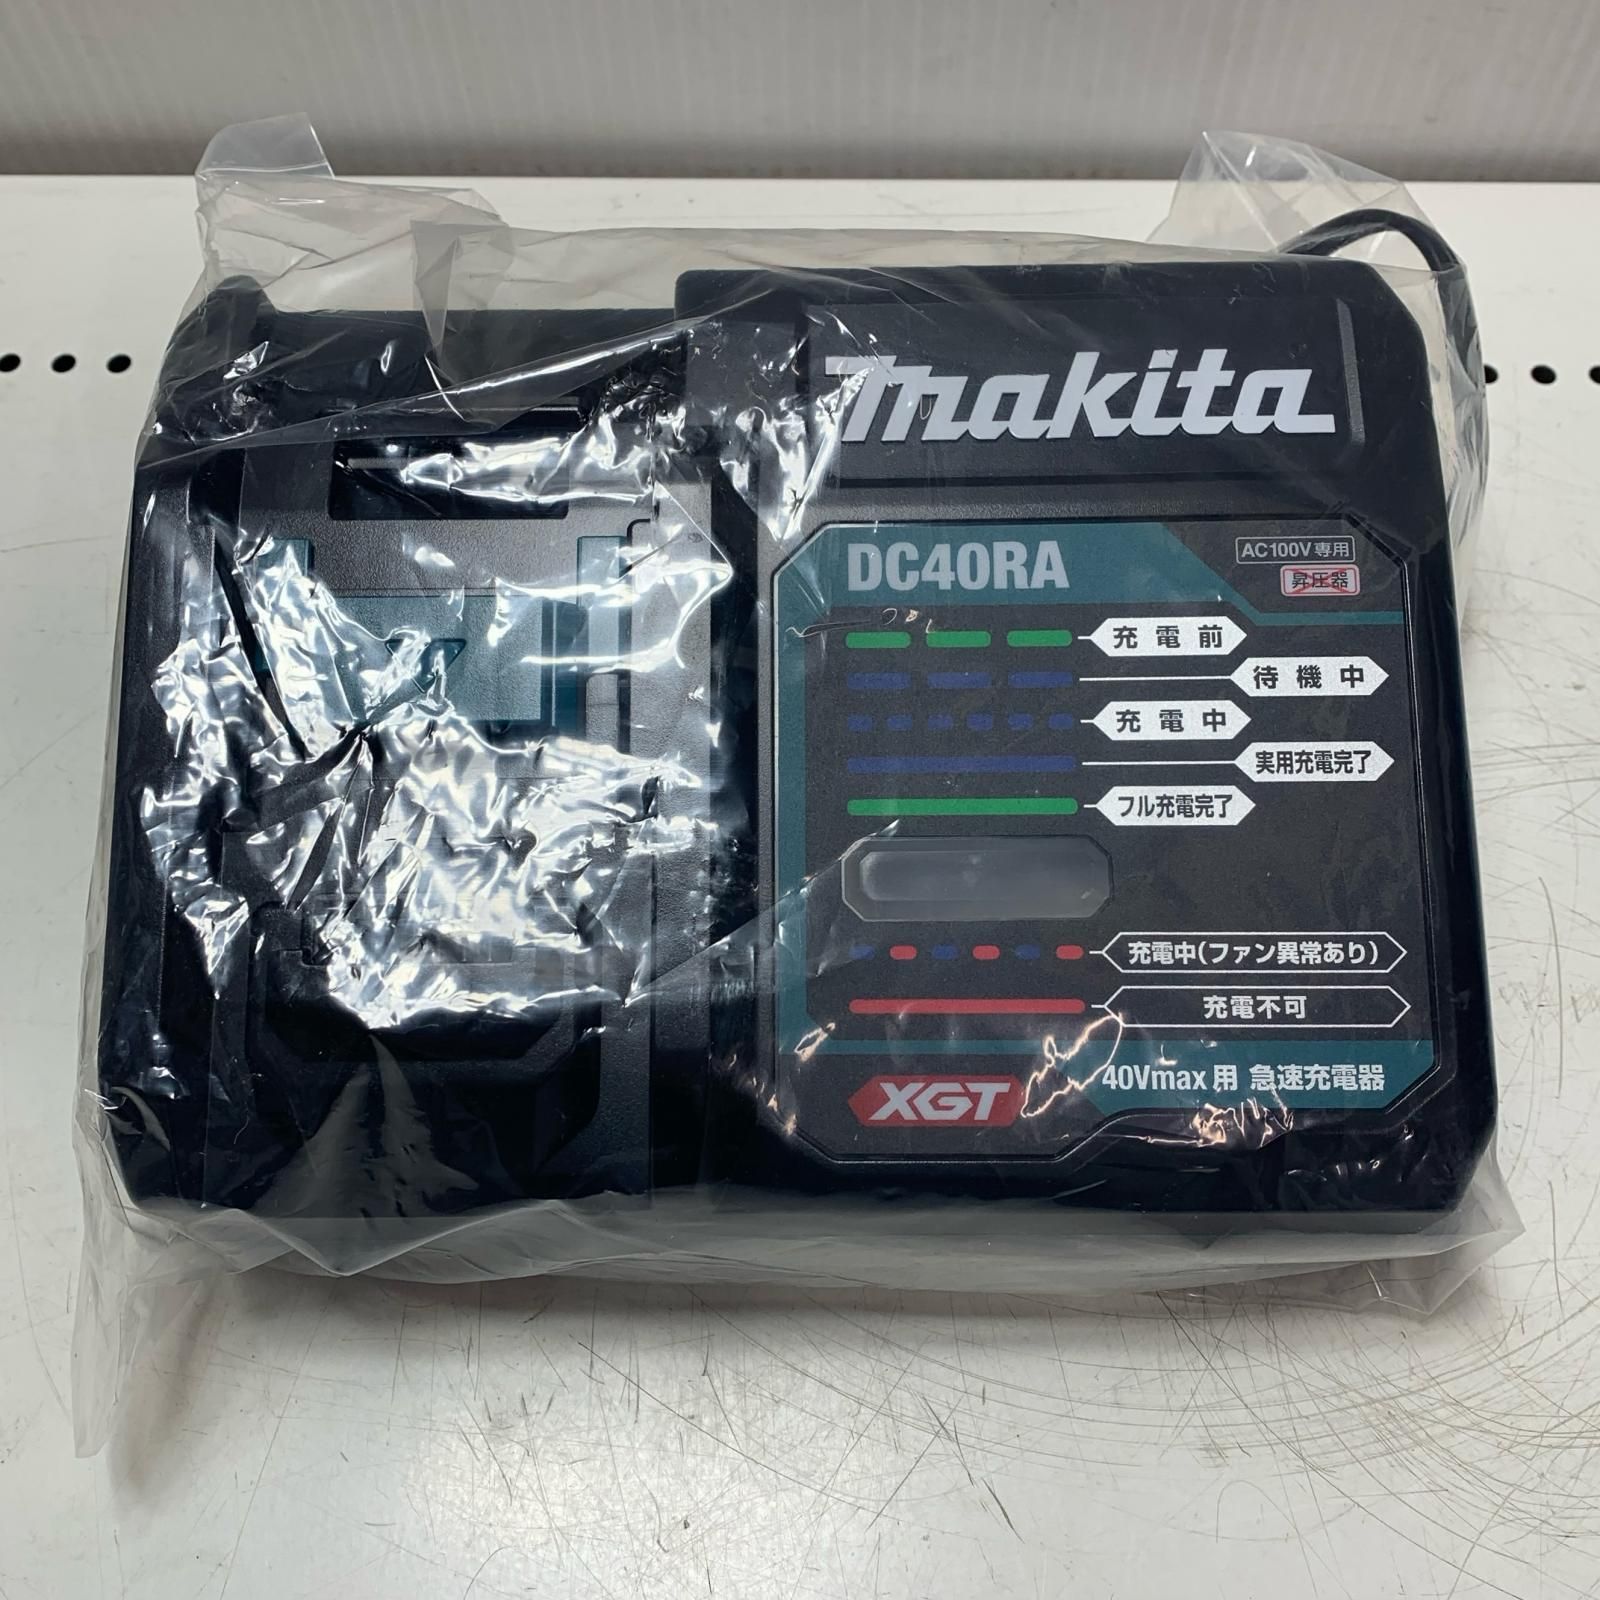 makita
DC40RA
AC100V専用
昇圧器
充電前
待機中
充電中
実用充電完了
フル充電完了
充電中(ファン異常あり)
充電不可
XGT
40Vmax用 急速充電器